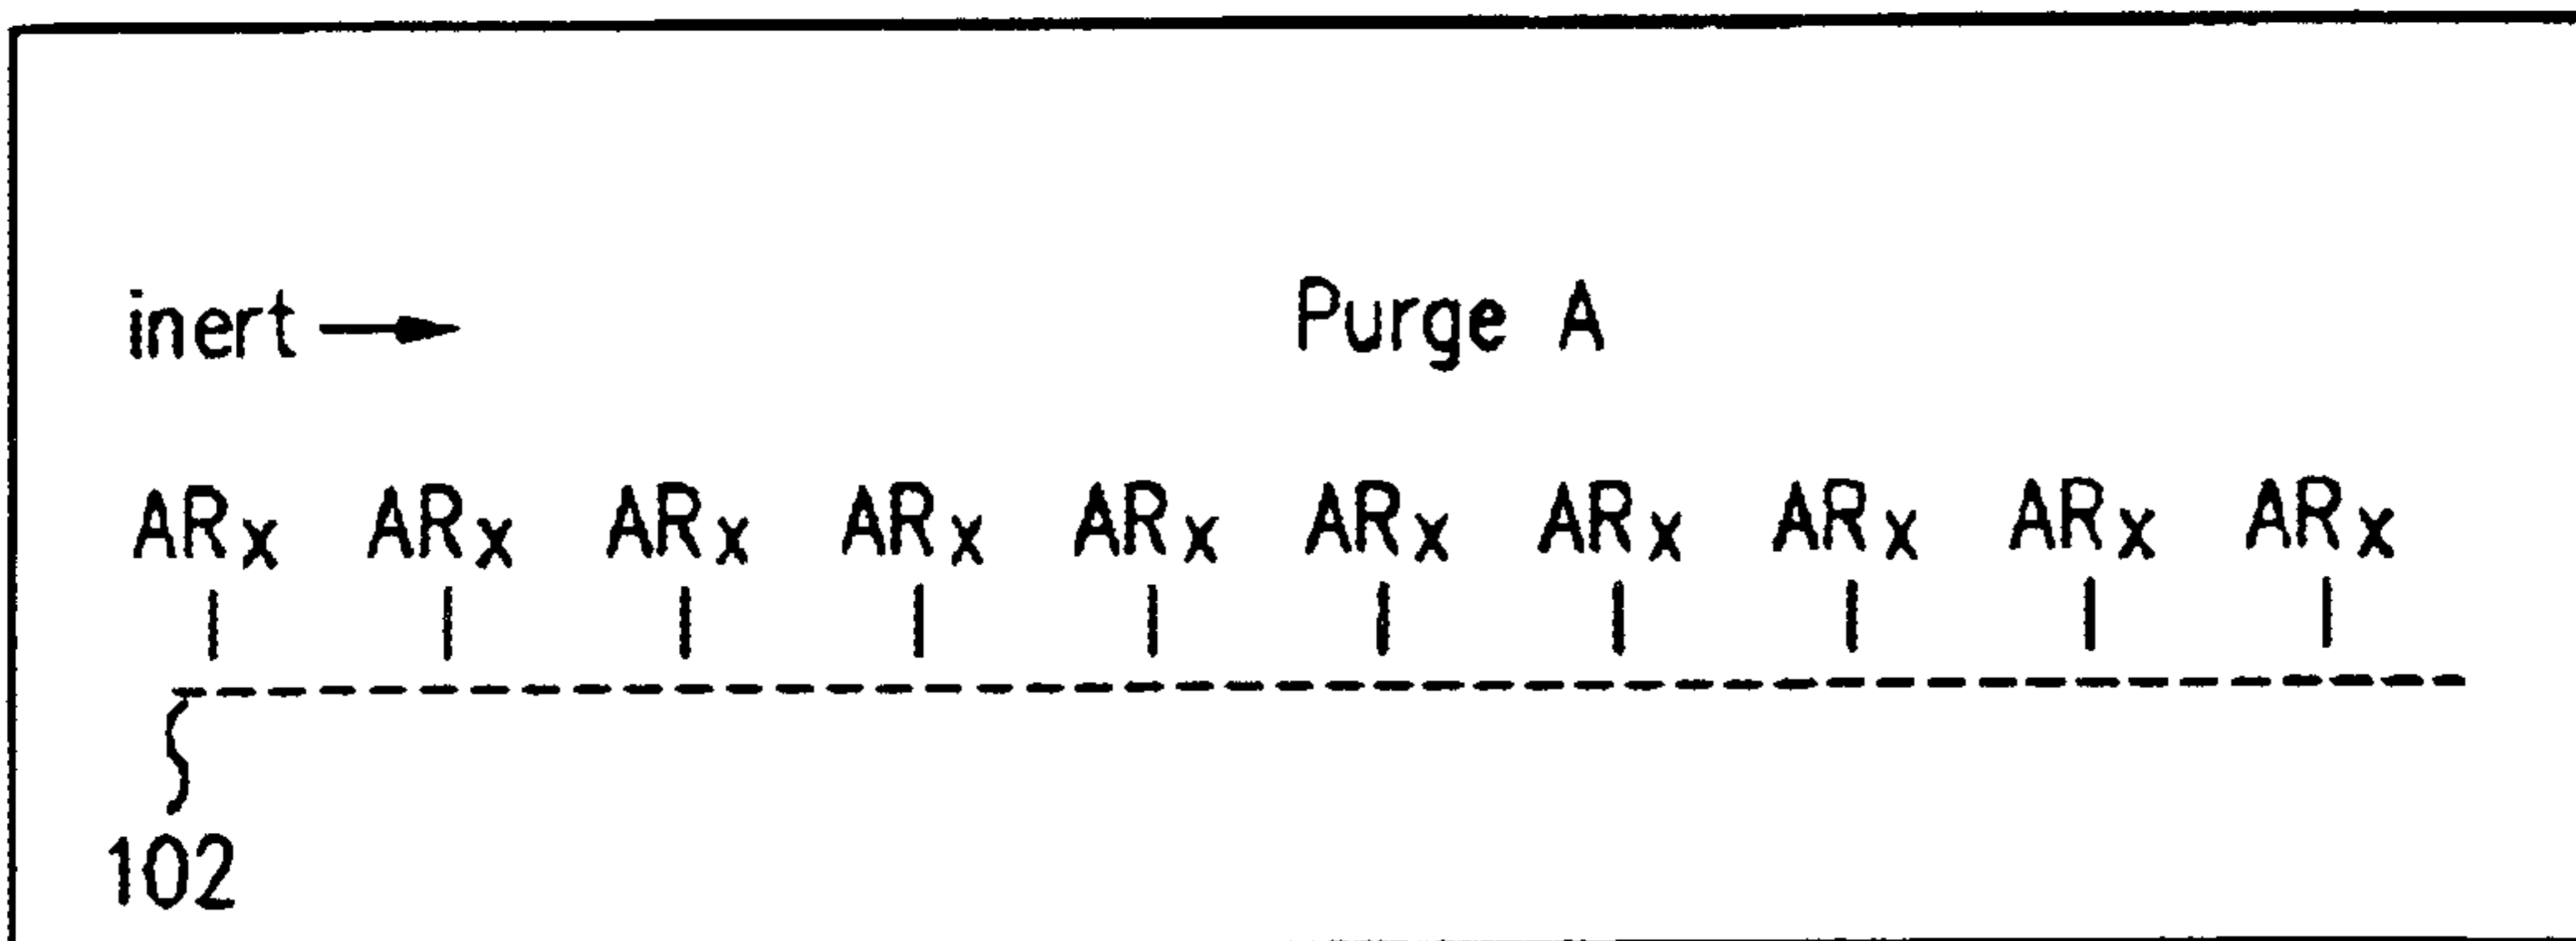 inert → Purge A
ARx ARx ARx ARx ARx ARx ARx ARx ARx ARx
102